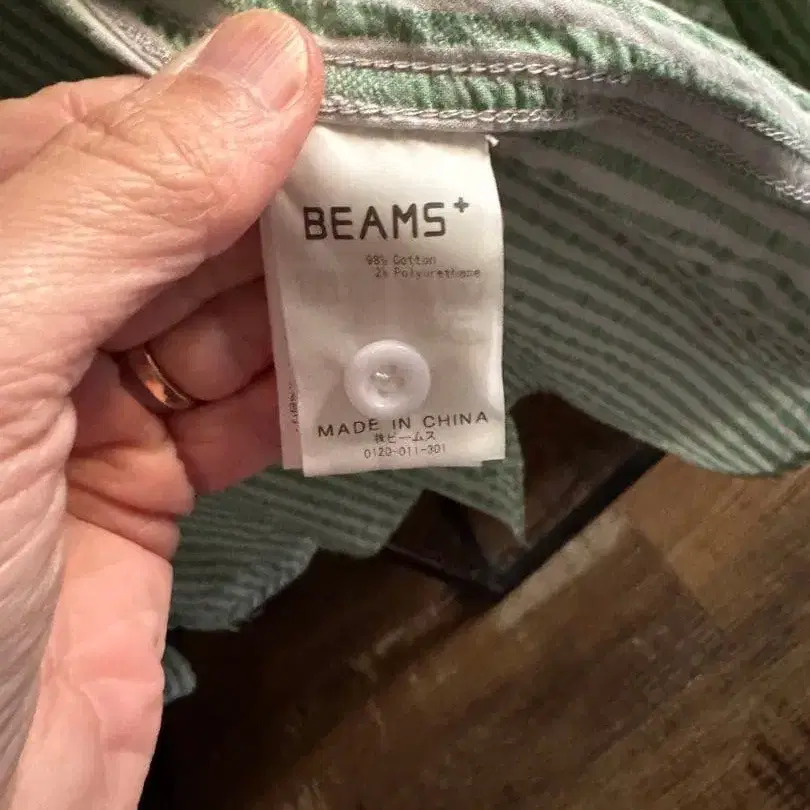 BEAMS+
98% Cotton
2% Polyurethane
MADE IN CHINA
㈱ビームス
0120-011-301